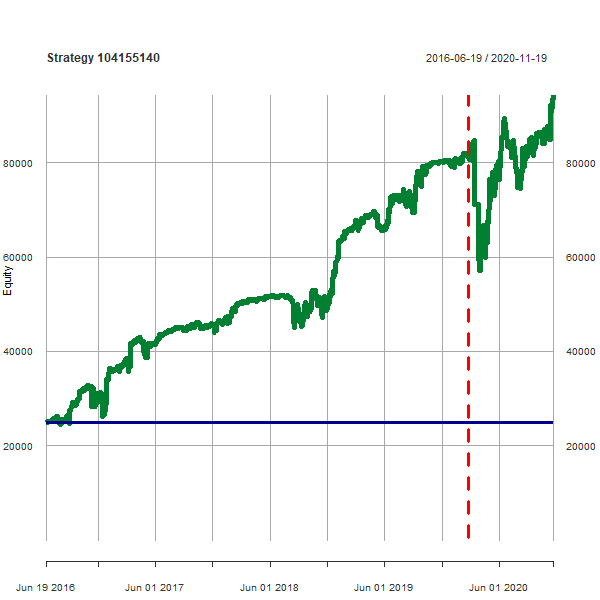 Strategy 104155140
2016-06-19 / 2020-11-19
80000
80000
60000
60000
Equity
40000
40000
20000
20000
Jun 19 2016
Jun 01 2017
Jun 01 2018
Jun 01 2019
Jun 01 2020